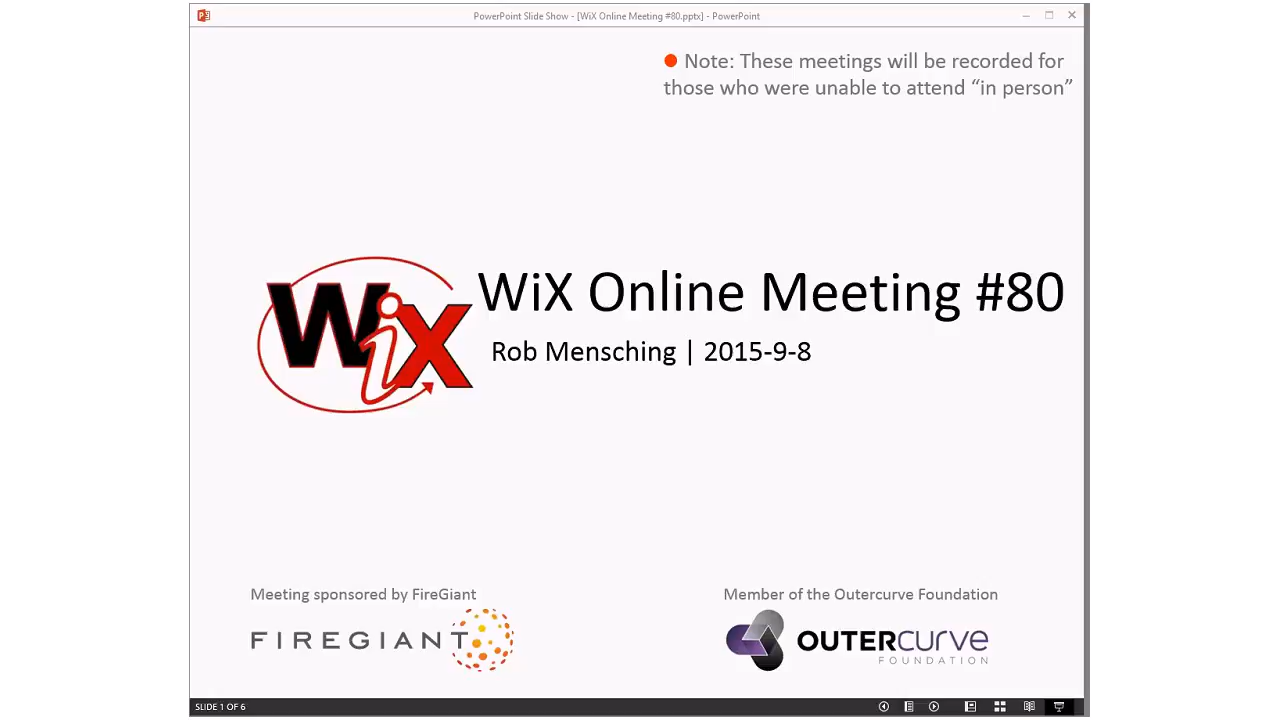 PowerPoint Slide Show - [WiX Online Meeting #80.pptx] - PowerPoint
Note: These meetings will be recorded for
those who were unable to attend “in person”
WiX
WiX Online Meeting #80
Rob Mensching | 2015-9-8
Meeting sponsored by FireGiant
FIREGIANT
Member of the Outercurve Foundation
OUTERCURVE
FOUNDATION
SLIDE 1 OF 6